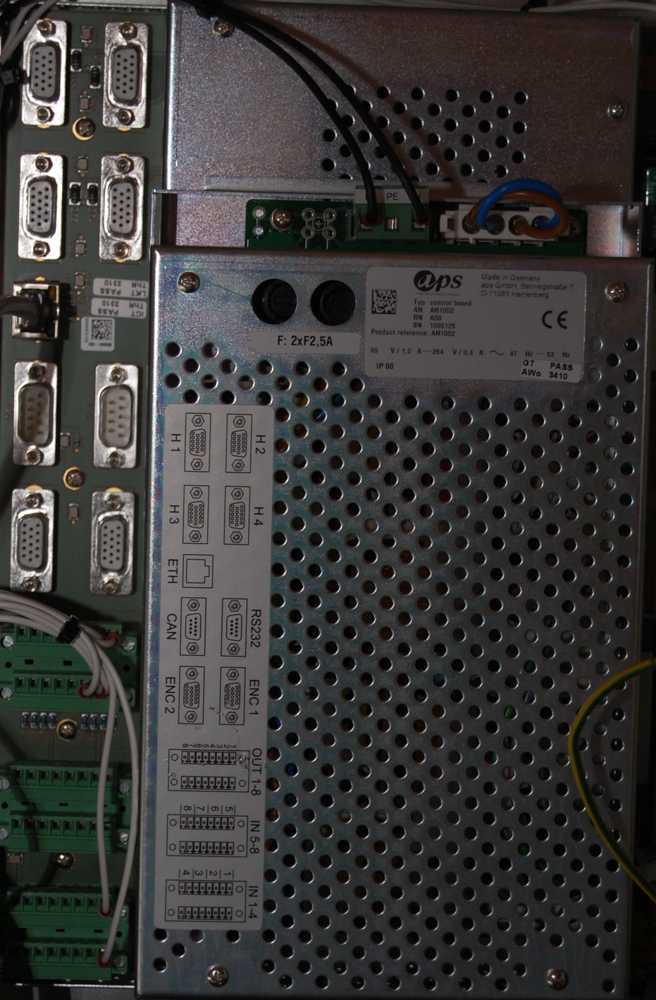 PE
aps
Made in Germany
aps GmbH, Behringstraße 7,
D-71083 Herrenberg
Typ control board
AN AH1002
RN A00
SN 1000125
Product reference: AH1002
90 V / 1,2 A --- 264 V / 0,4 A ～ 47 Hz --- 63 Hz
IP 00
GT PASS
AWo 3410
CE
F: 2xF2,5A
LKT PASS
ThR 3310
ICT PASS
ThR 3310
H 1
H 2
H 3
H 4
ETH
CAN
RS232
ENC 2
ENC 1
OUT 1-8
1 2 3 4 5 6 7 8
IN 5-8
5 6 7 8
IN 1-4
1 2 3 4